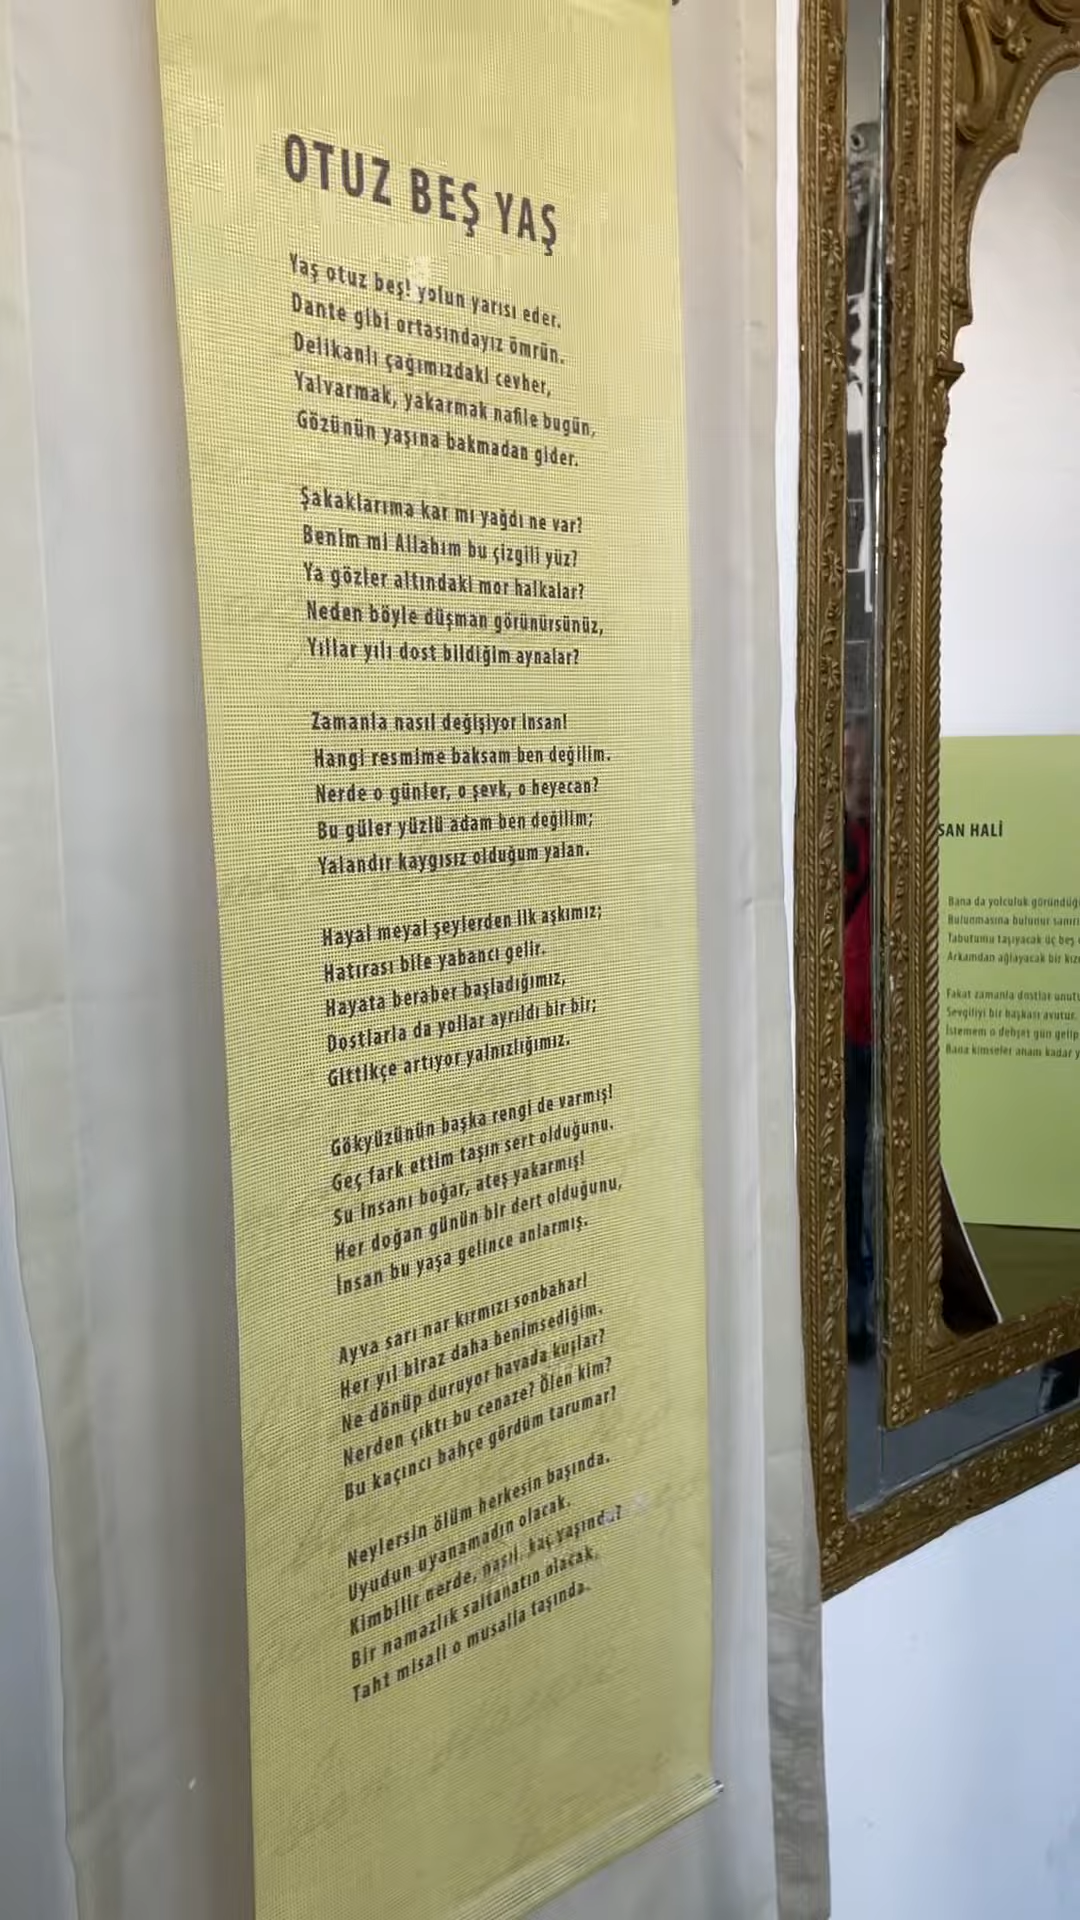 OTUZ BEŞ YAŞ
Yaş otuz beş! yolun yarısı eder.
Dante gibi ortasındayız ömrün.
Delikanlı çağımızdaki cevher,
Yalvarmak, yakarmak nafile bugün,
Gözünün yaşına bakmadan gider.
Şakaklarıma kar mı yağdı ne var?
Benim mi Allahım bu çizgili yüz?
Ya gözler altındaki mor halkalar?
Neden böyle düşman görünürsünüz,
Yıllar yılı dost bildiğim aynalar?
Zamanla nasıl değişiyor insan!
Hangi resmime baksam ben değilim.
Nerde o günler, o şevk, o heyecan?
Bu güler yüzlü adam ben değilim;
Yalandır kaygısız olduğum yalan.
Hayal meyal şeylerden ilk aşkımız;
Hatırası bile yabancı gelir.
Hayata beraber başladığımız,
Dostlarla da yollar ayrıldı bir bir;
Gittikçe artıyor yalnızlığımız.
Gökyüzünün başka rengi de varmış!
Geç fark ettim taşın sert olduğunu.
Su insanı boğar, ateş yakarmış!
Her doğan günün bir dert olduğunu,
İnsan bu yaşa gelince anlarmış.
Ayva sarı nar kırmızı sonbahar!
Her yıl biraz daha benimsediğim.
Ne dönüp duruyor havada kuşlar?
Nerden çıktı bu cenaze? Ölen kim?
Bu kaçıncı bahçe gördüm tarumar?
Neylersin ölüm herkesin başında.
Uyudun uyanamadın olacak.
Kimbilir nerde, nasıl, kaç yaşında?
Bir namazlık saltanatın olacak,
Taht misali o musalla taşında.
SAN HALİ
Bana da yolculuk göründüğü
Bulunmasına bulunur sanırı
Tabutumu taşıyacak üç beş
Arkamdan ağlayacak bir kız
Fakat zamanla dostlar unutu
Sevgiliyi bir başkası avutur.
İstemem o dehşet gün gelip
Bana kimseler anam kadar y